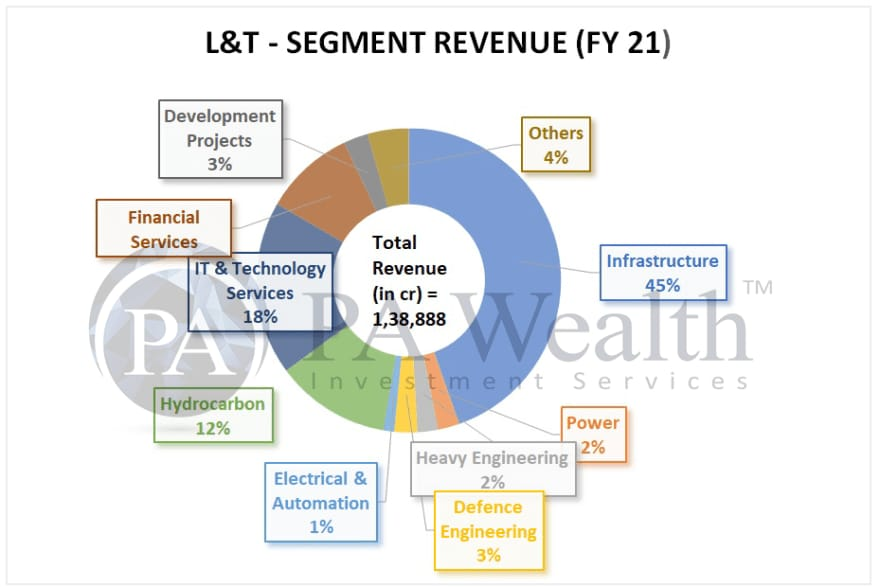 L&T - SEGMENT REVENUE (FY 21)
Development
Projects
3%
Others
4%
Financial
Services
IT & Technology
Services
18%
Total
Revenue
(in cr) =
1,38,888
Infrastructure
45%
PA
PA Wealth
TM
Investment Services
Hydrocarbon
12%
Power
2%
Heavy Engineering
2%
Electrical &
Automation
1%
Defence
Engineering
3%